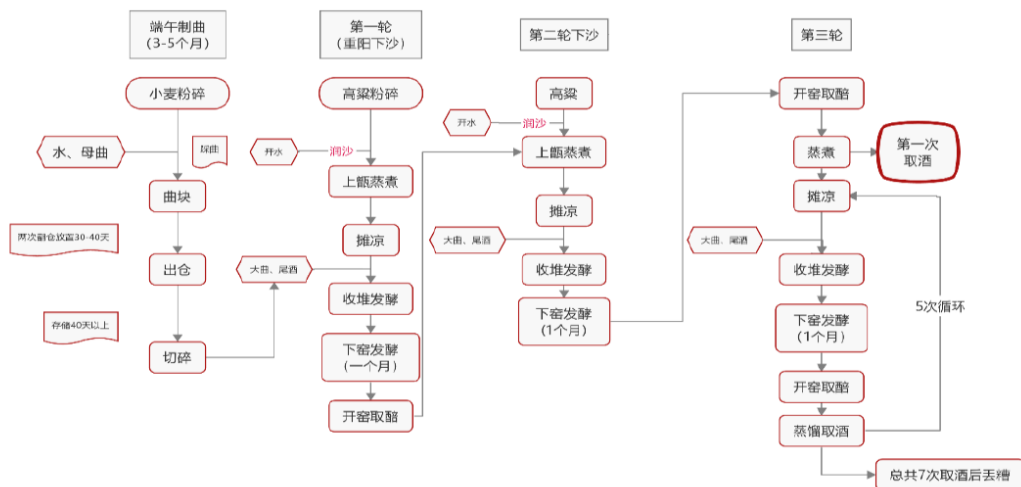 端午制曲
(3-5个月)
小麦粉碎
水、母曲
踩曲
曲块
两次翻仓放置30-40天
出仓
存储40天以上
切碎
第一轮
(重阳下沙)
高粱粉碎
开水
润沙
上甑蒸煮
摊凉
大曲、尾酒
收堆发酵
下窖发酵
(一个月)
开窖取醅
第二轮下沙
高粱
开水
润沙
上甑蒸煮
摊凉
大曲、尾酒
收堆发酵
下窖发酵
(1个月)
第三轮
开窖取醅
蒸煮
第一次
取酒
摊凉
大曲、尾酒
收堆发酵
下窖发酵
(1个月)
开窖取醅
蒸馏取酒
5次循环
总共7次取酒后丢糟